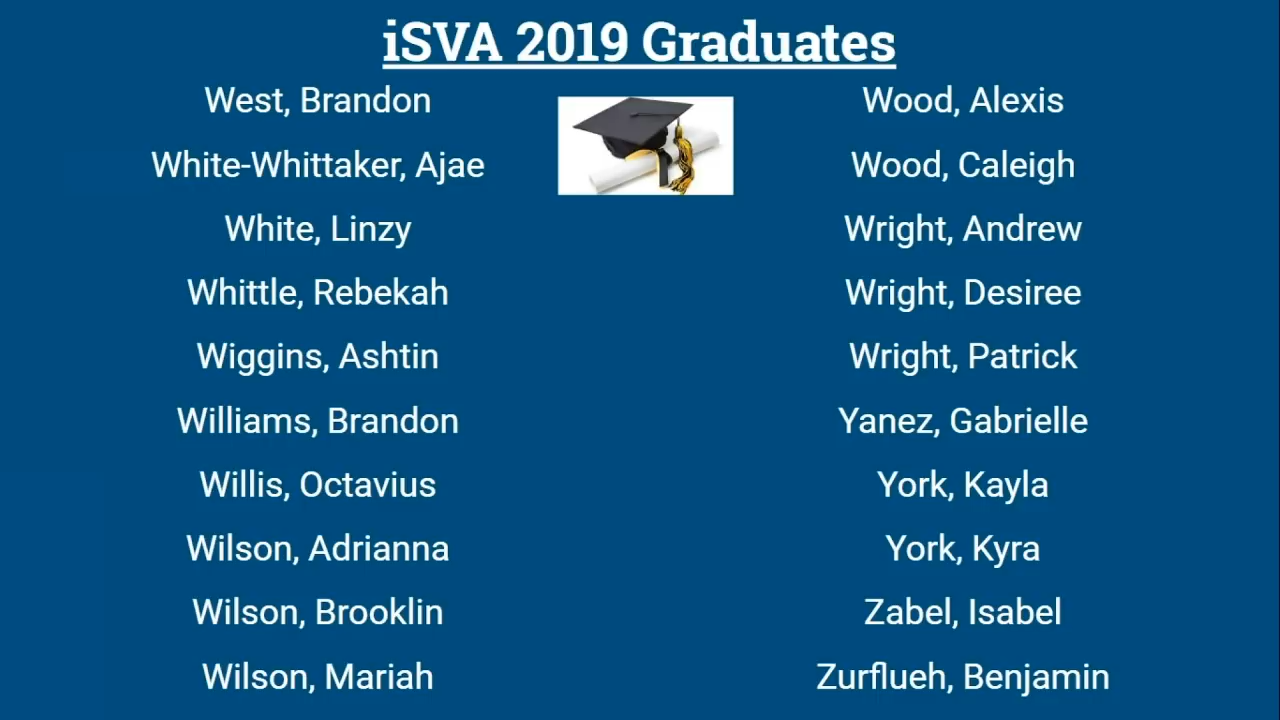 iSVA 2019 Graduates
West, Brandon
White-Whittaker, Ajae
White, Linzy
Whittle, Rebekah
Wiggins, Ashtin
Williams, Brandon
Willis, Octavius
Wilson, Adrianna
Wilson, Brooklin
Wilson, Mariah
Wood, Alexis
Wood, Caleigh
Wright, Andrew
Wright, Desiree
Wright, Patrick
Yanez, Gabrielle
York, Kayla
York, Kyra
Zabel, Isabel
Zurflueh, Benjamin